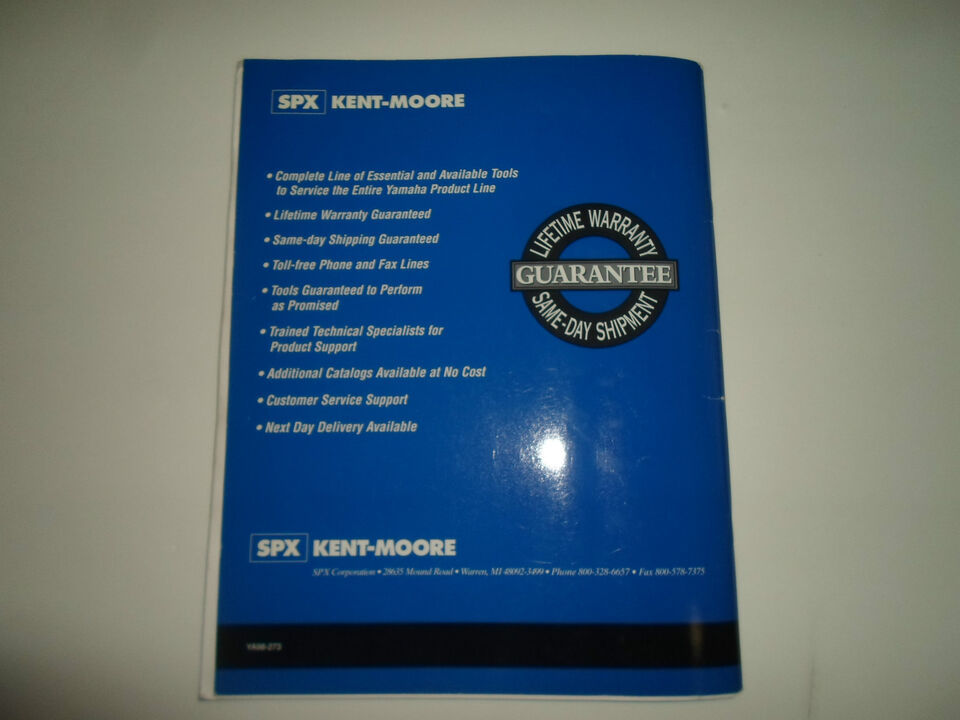 SPX KENT-MOORE
• Complete Line of Essential and Available Tools
to Service the Entire Yamaha Product Line
• Lifetime Warranty Guaranteed
• Same-day Shipping Guaranteed
• Toll-free Phone and Fax Lines
• Tools Guaranteed to Perform
as Promised
• Trained Technical Specialists for
Product Support
• Additional Catalogs Available at No Cost
• Customer Service Support
• Next Day Delivery Available
LIFETIME WARRANTY
GUARANTEE
SAME-DAY SHIPMENT
SPX KENT-MOORE
SPX Corporation • 28635 Mound Road • Warren, MI 48092-3499 • Phone 800-328-6657 • Fax 800-578-7375
YA98-273